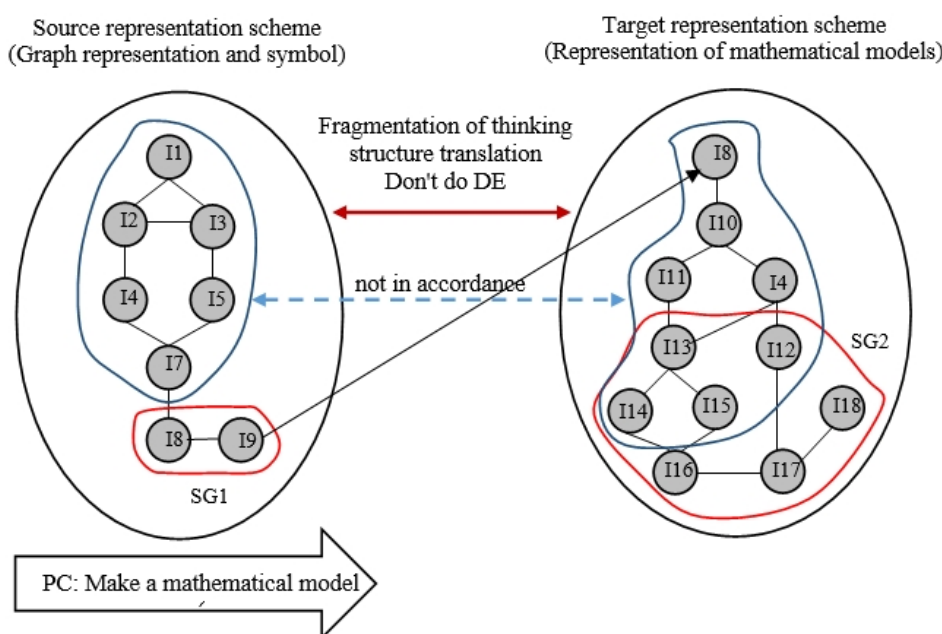 Source representation scheme
(Graph representation and symbol)
Target representation scheme
(Representation of mathematical models)
Fragmentation of thinking
structure translation
Don't do DE
not in accordance
I1
I2
I3
I4
I5
I7
I8
I9
SG1
I8
I10
I11
I4
I13
I12
SG2
I14
I15
I18
I16
I17
PC: Make a mathematical model